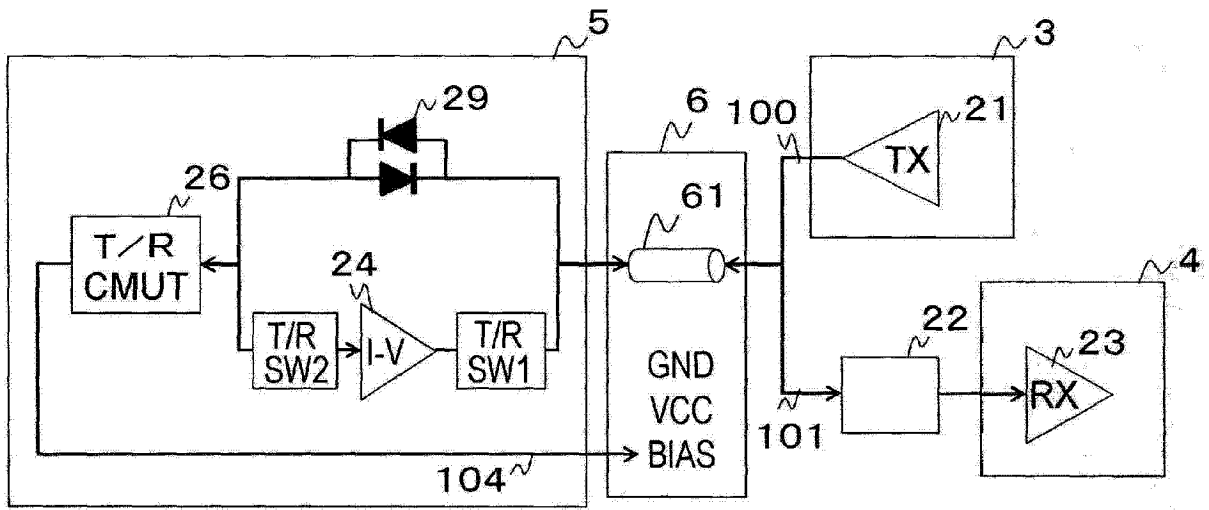 5
3
29
6
100
21
TX
26
61
T/R
CMUT
24
4
T/R
SW2
I-V
T/R
SW1
22
23
GND
VCC
BIAS
RX
101
104